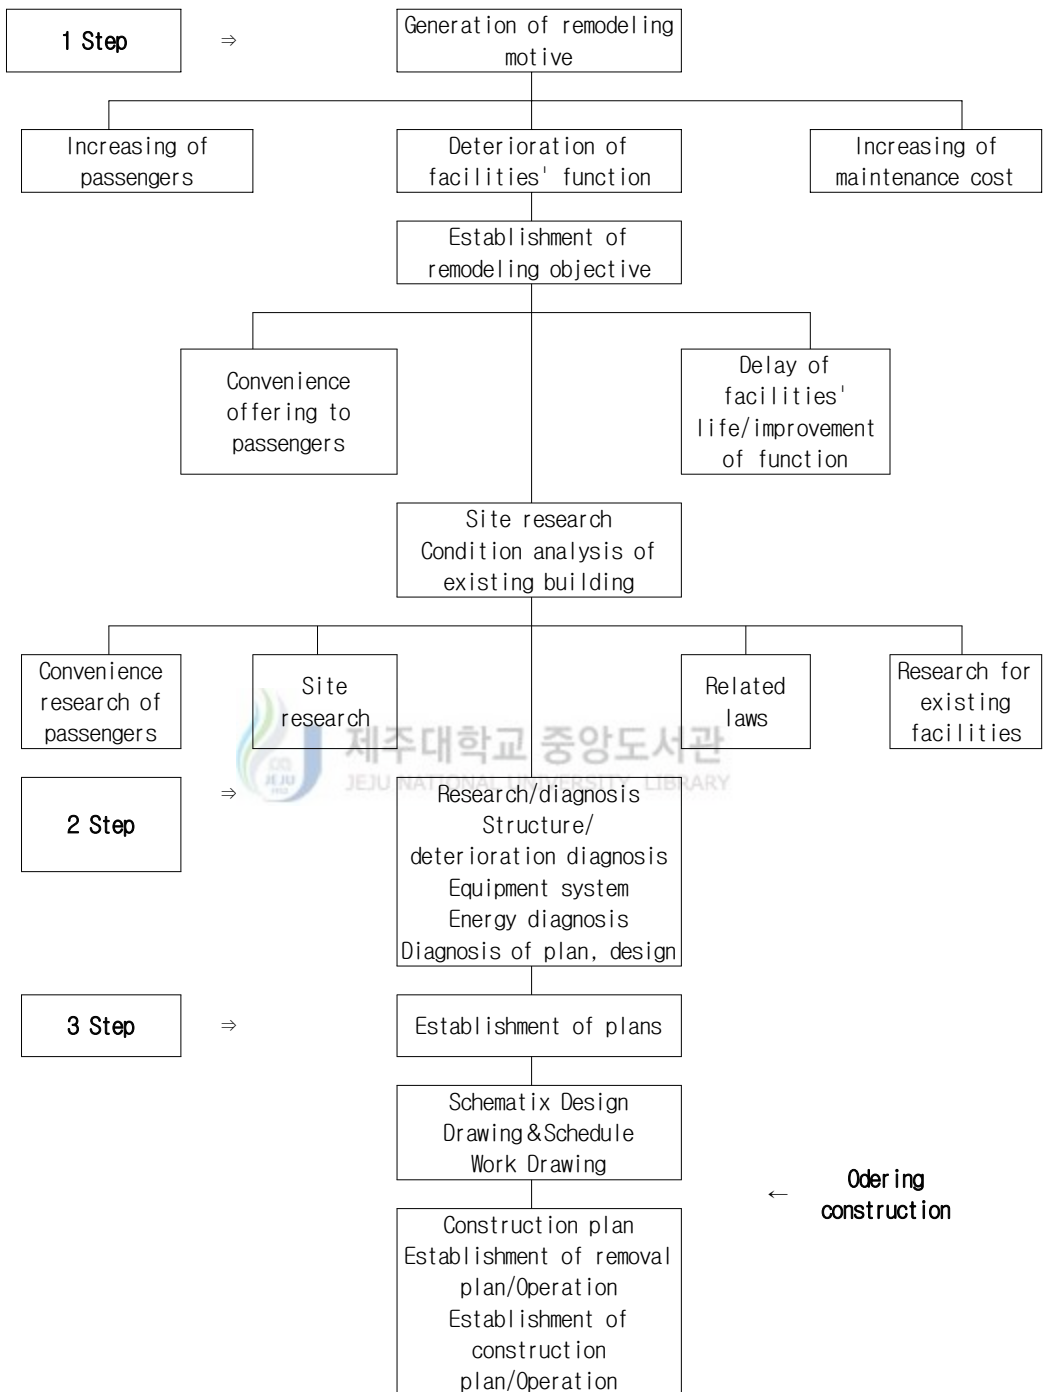 1 Step
⇒
Generation of remodeling
motive
Increasing of
passengers
Deterioration of
facilities' function
Increasing of
maintenance cost
Establishment of
remodeling objective
Convenience
offering to
passengers
Delay of
facilities'
life/improvement
of function
Site research
Condition analysis of
existing building
Convenience
research of
passengers
Site
research
Related
laws
Research for
existing
facilities
제주대학교 중앙도서관
JEJU NATIONAL UNIVERSITY LIBRARY
JEJU
1952
2 Step
⇒
Research/diagnosis
Structure/
deterioration diagnosis
Equipment system
Energy diagnosis
Diagnosis of plan, design
3 Step
⇒
Establishment of plans
Schematix Design
Drawing&Schedule
Work Drawing
←
Odering
construction
Construction plan
Establishment of removal
plan/Operation
Establishment of
construction
plan/Operation